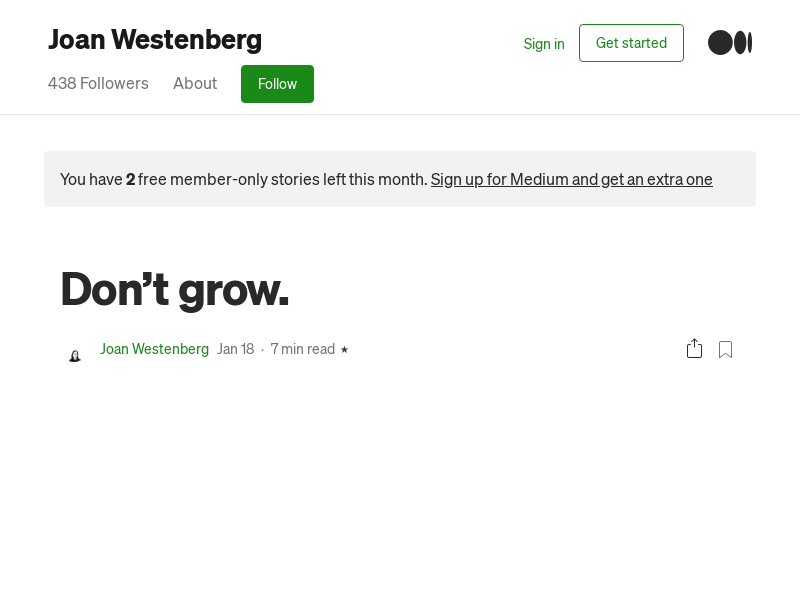 Joan Westenberg
Sign in
Get started
438 Followers
About
Follow
You have 2 free member-only stories left this month. Sign up for Medium and get an extra one
Don’t grow.
Joan Westenberg Jan 18 · 7 min read ★